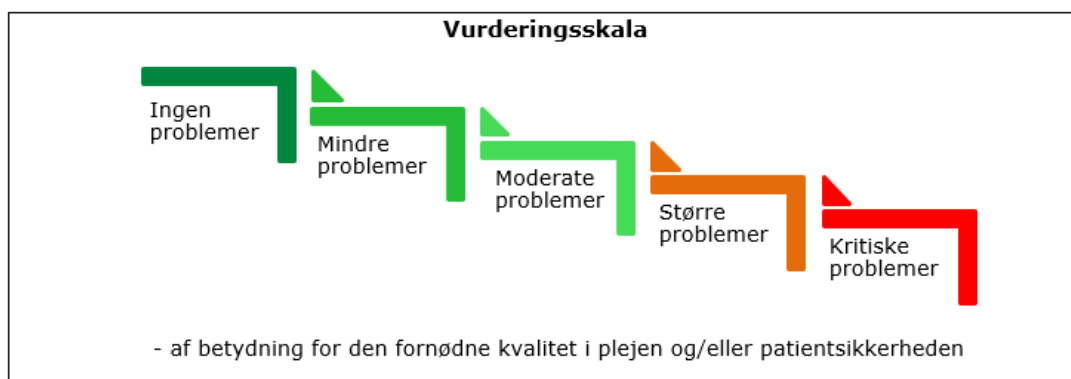 Vurderingsskala
Ingen
problemer
Mindre
problemer
Moderate
problemer
Større
problemer
Kritiske
problemer
- af betydning for den fornødne kvalitet i plejen og/eller patientsikkerheden